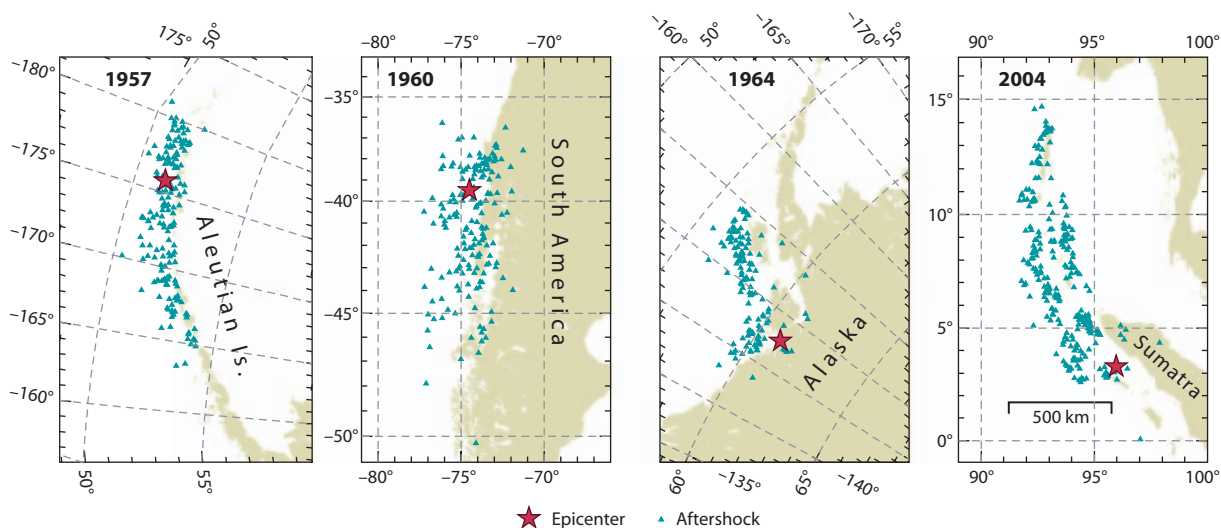 175° 50°
1957
−180°
−175°
−170°
−165°
−160°
50° 55°
Aleutian Is.
−80° −75° −70°
1960
−35°
−40°
−45°
−50°
−80° −75° −70°
South America
−160° 50° −165° −170° 55°
1964
Alaska
60° −135° 65° −140°
90° 95° 100°
2004
15°
10°
5°
0°
Sumatra
500 km
90° 95° 100°
Epicenter Aftershock